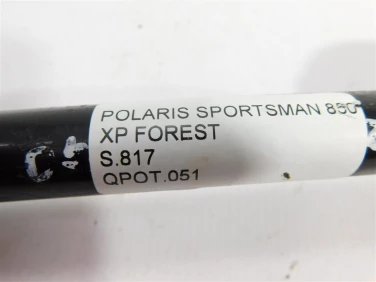 POLARIS SPORTSMAN 850
XP FOREST
S.817
QPOT.051